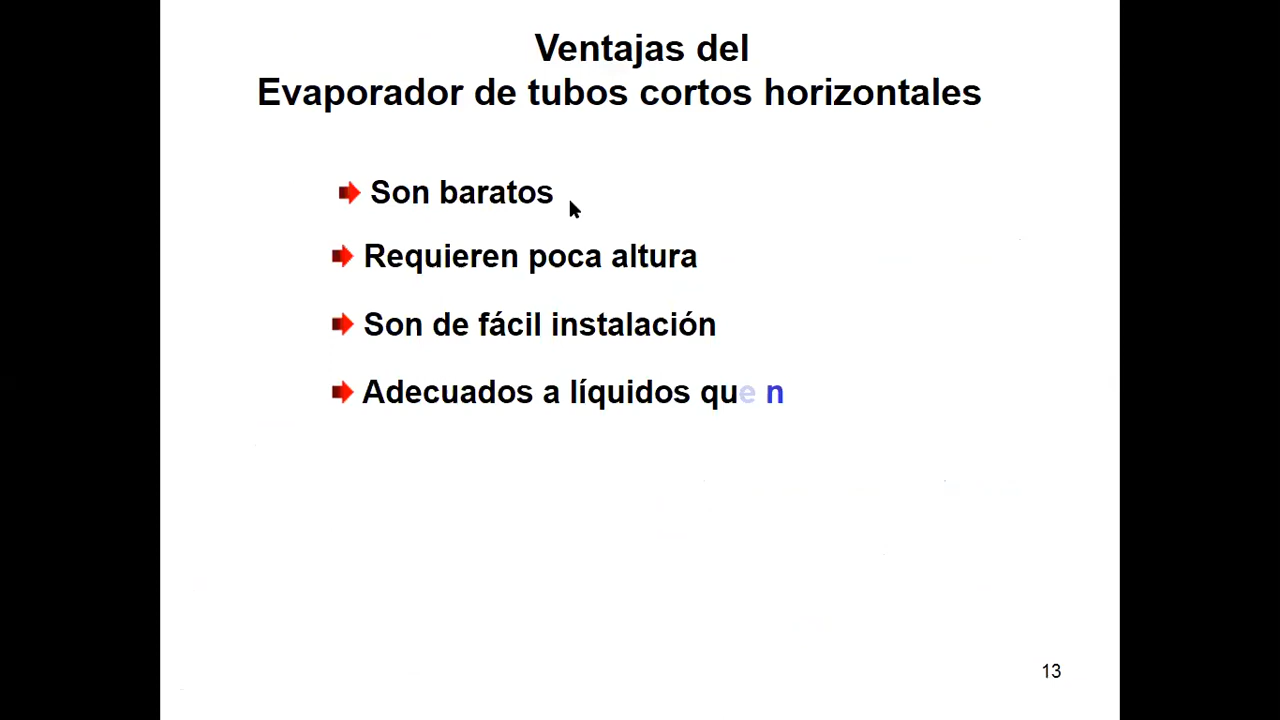 Ventajas del
Evaporador de tubos cortos horizontales
Son baratos
Requieren poca altura
Son de fácil instalación
Adecuados a líquidos que n
13